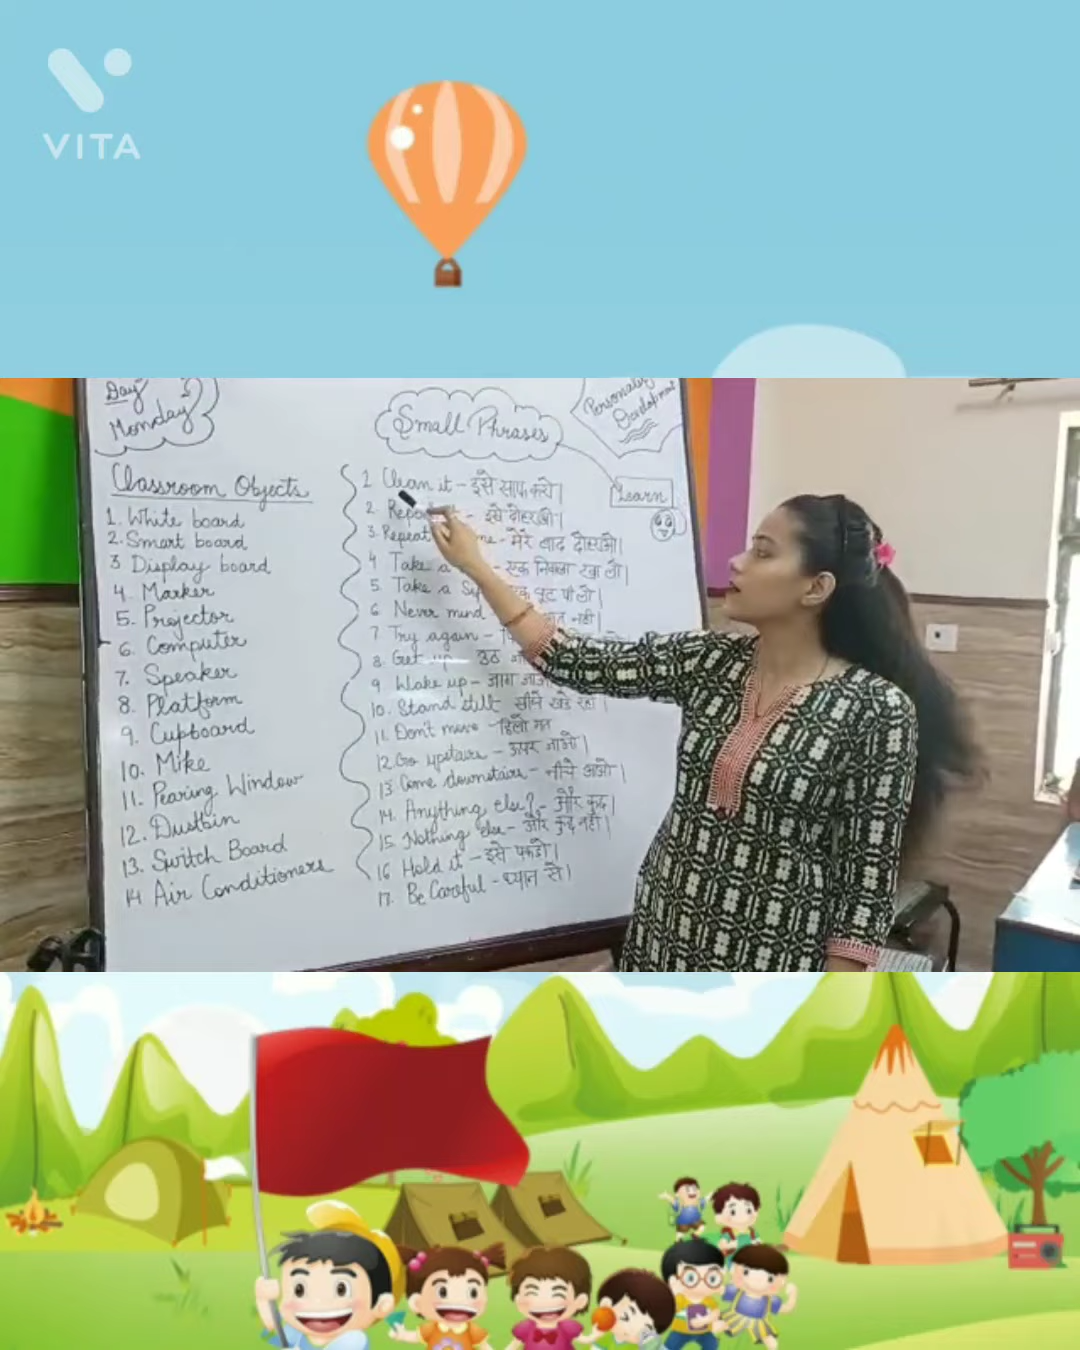 VITA
Day
Monday
Small Phrases
Personality
Development
Learn
Classroom Objects
1. White board
2. Smart board
3 Display board
4. Marker
5. Projector
6. Computer
7. Speaker
8. Platform
9. Cupboard
10. Mike
11. Pearing Window
12. Dustbin
13. Switch Board
14 Air Conditioners
1 Clean it - इसे साफ करो|
2. - इसे दोहराओ|
3. Repeat - मेरे बाद दोहराओ|
4 Take a - एक निवाला खा लो|
5. Take a घूट पी लो|
6 Never mind नही|
7. Try again -
8. Get up उठ
9 Wake up - जाग जाओ
10. Stand still सीधे खड़े रहो|
11. Don't move - हिलो मत
12 Go upstairs - ऊपर जाओ|
13 Come downstairs - नीचे आओ|
14. Anything else? - और कुछ|
15. Nothing else - और कुछ नहीं|
16 Hold it - इसे पकडो|
17. Be Careful - ध्यान से|